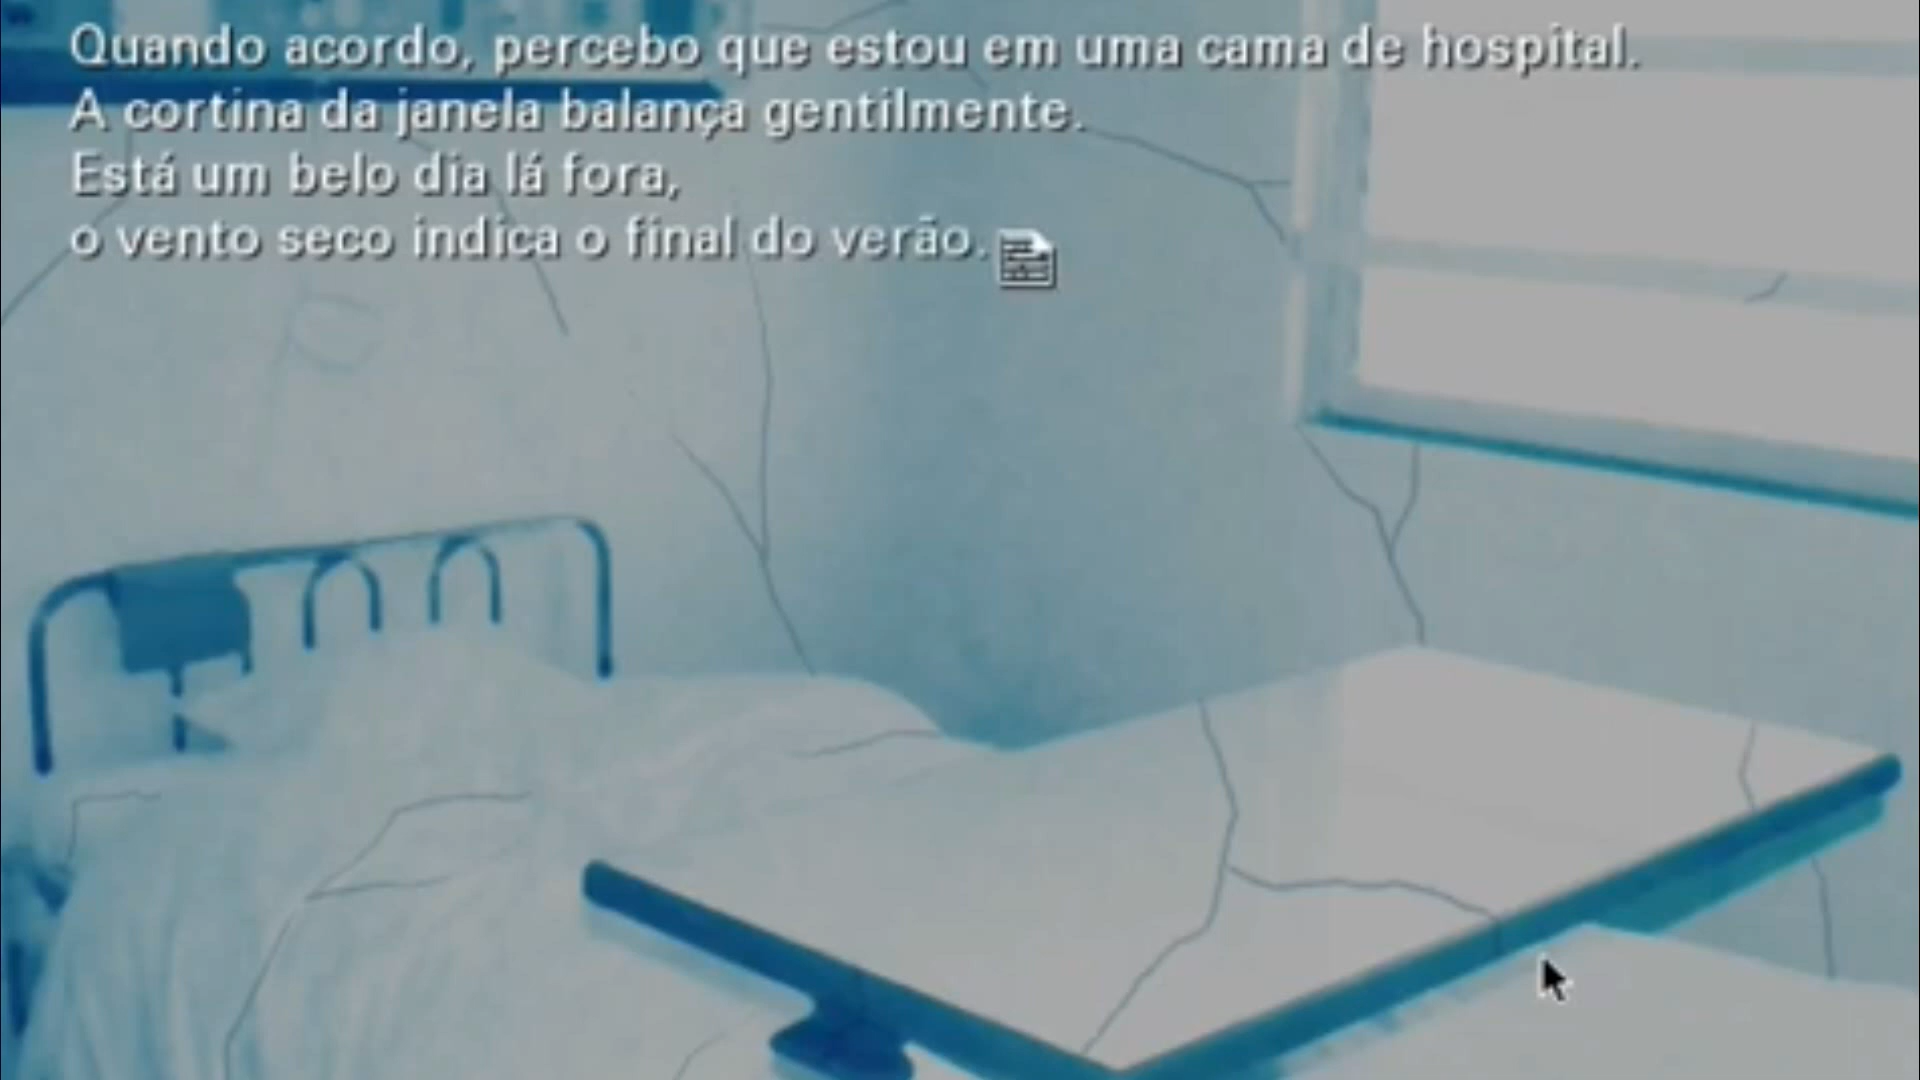 Quando acordo, percebo que estou em uma cama de hospital.
A cortina da janela balança gentilmente.
Está um belo dia lá fora,
o vento seco indica o final do verão.